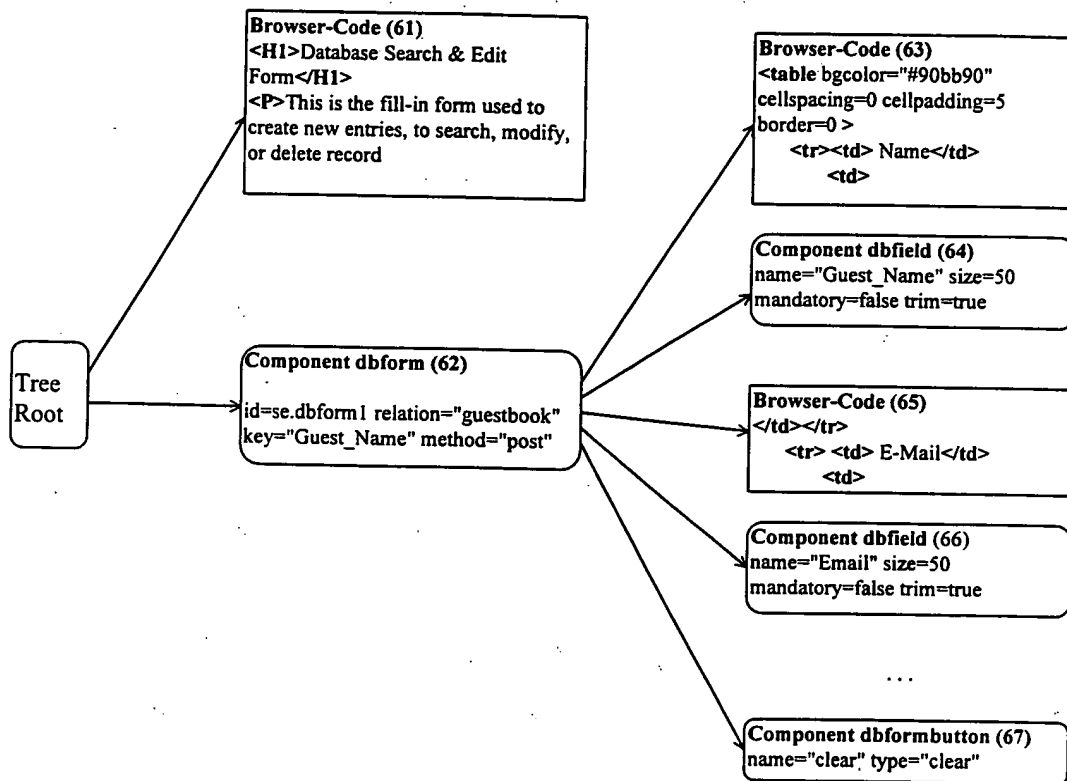 Browser-Code (61)
<H1>Database Search & Edit
Form</H1>
<P>This is the fill-in form used to
create new entries, to search, modify,
or delete record
Tree
Root
Component dbform (62)
id=se.dbform1 relation="guestbook"
key="Guest_Name" method="post"
Browser-Code (63)
<table bgcolor="#90bb90"
cellspacing=0 cellpadding=5
border=0 >
<tr><td> Name</td>
<td>
Component dbfield (64)
name="Guest_Name" size=50
mandatory=false trim=true
Browser-Code (65)
</td></tr>
<tr> <td> E-Mail</td>
<td>
Component dbfield (66)
name="Email" size=50
mandatory=false trim=true
...
Component dbformbutton (67)
name="clear" type="clear"